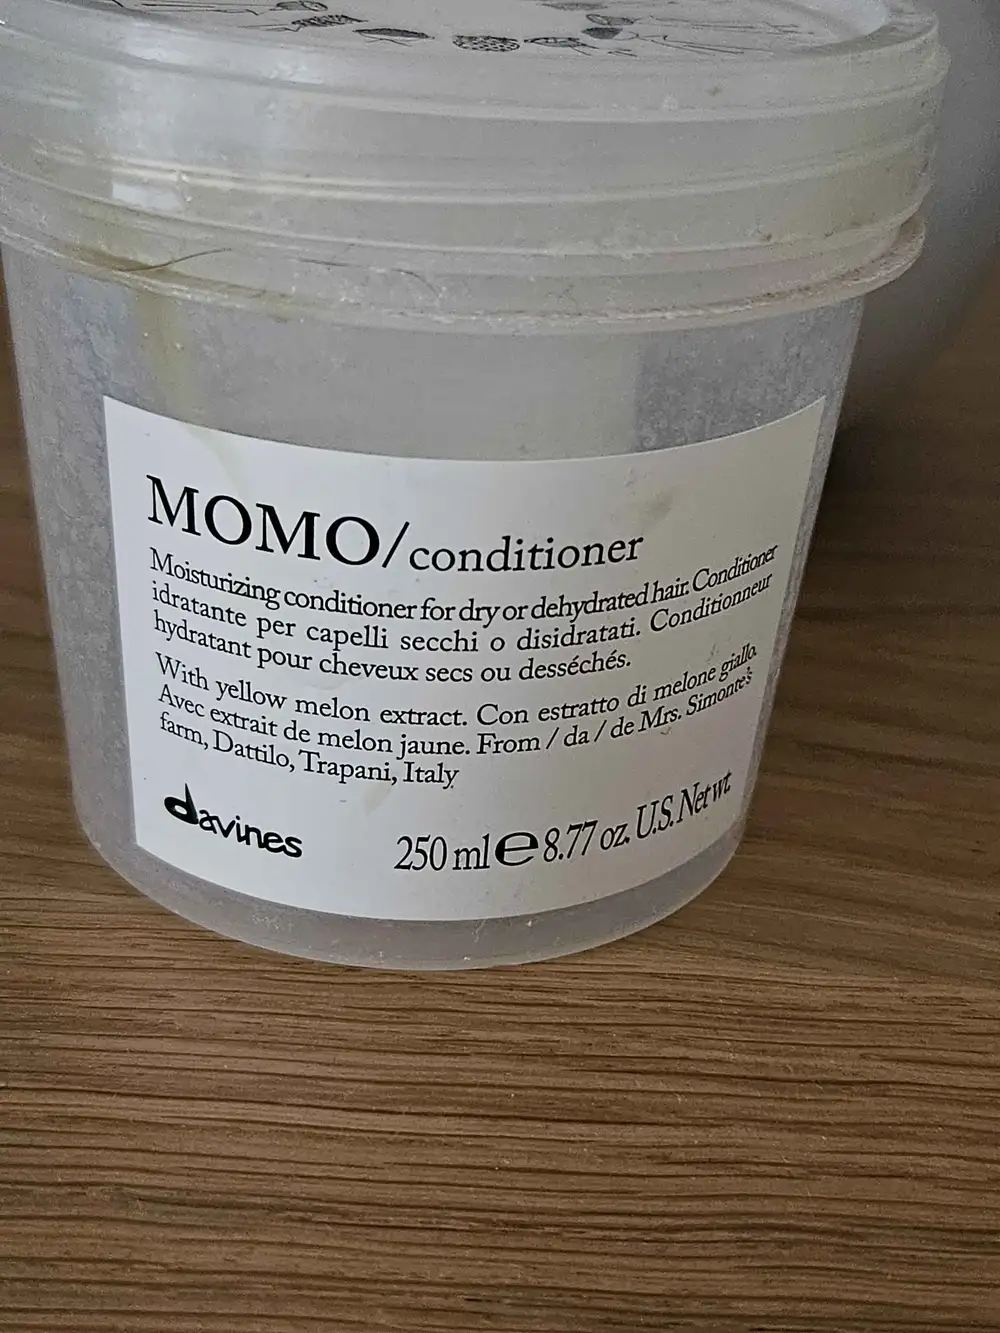 MOMO/conditioner
Moisturizing conditioner for dry or dehydrated hair. Conditioner
idratante per capelli secchi o disidratati. Conditionneur
hydratant pour cheveux secs ou desséchés.
With yellow melon extract. Con estratto di melone giallo.
Avec extrait de melon jaune. From / da / de Mrs. Simonte's
farm, Dattilo, Trapani, Italy
davines
250 ml ℮ 8.77 oz. U.S. Net wt.